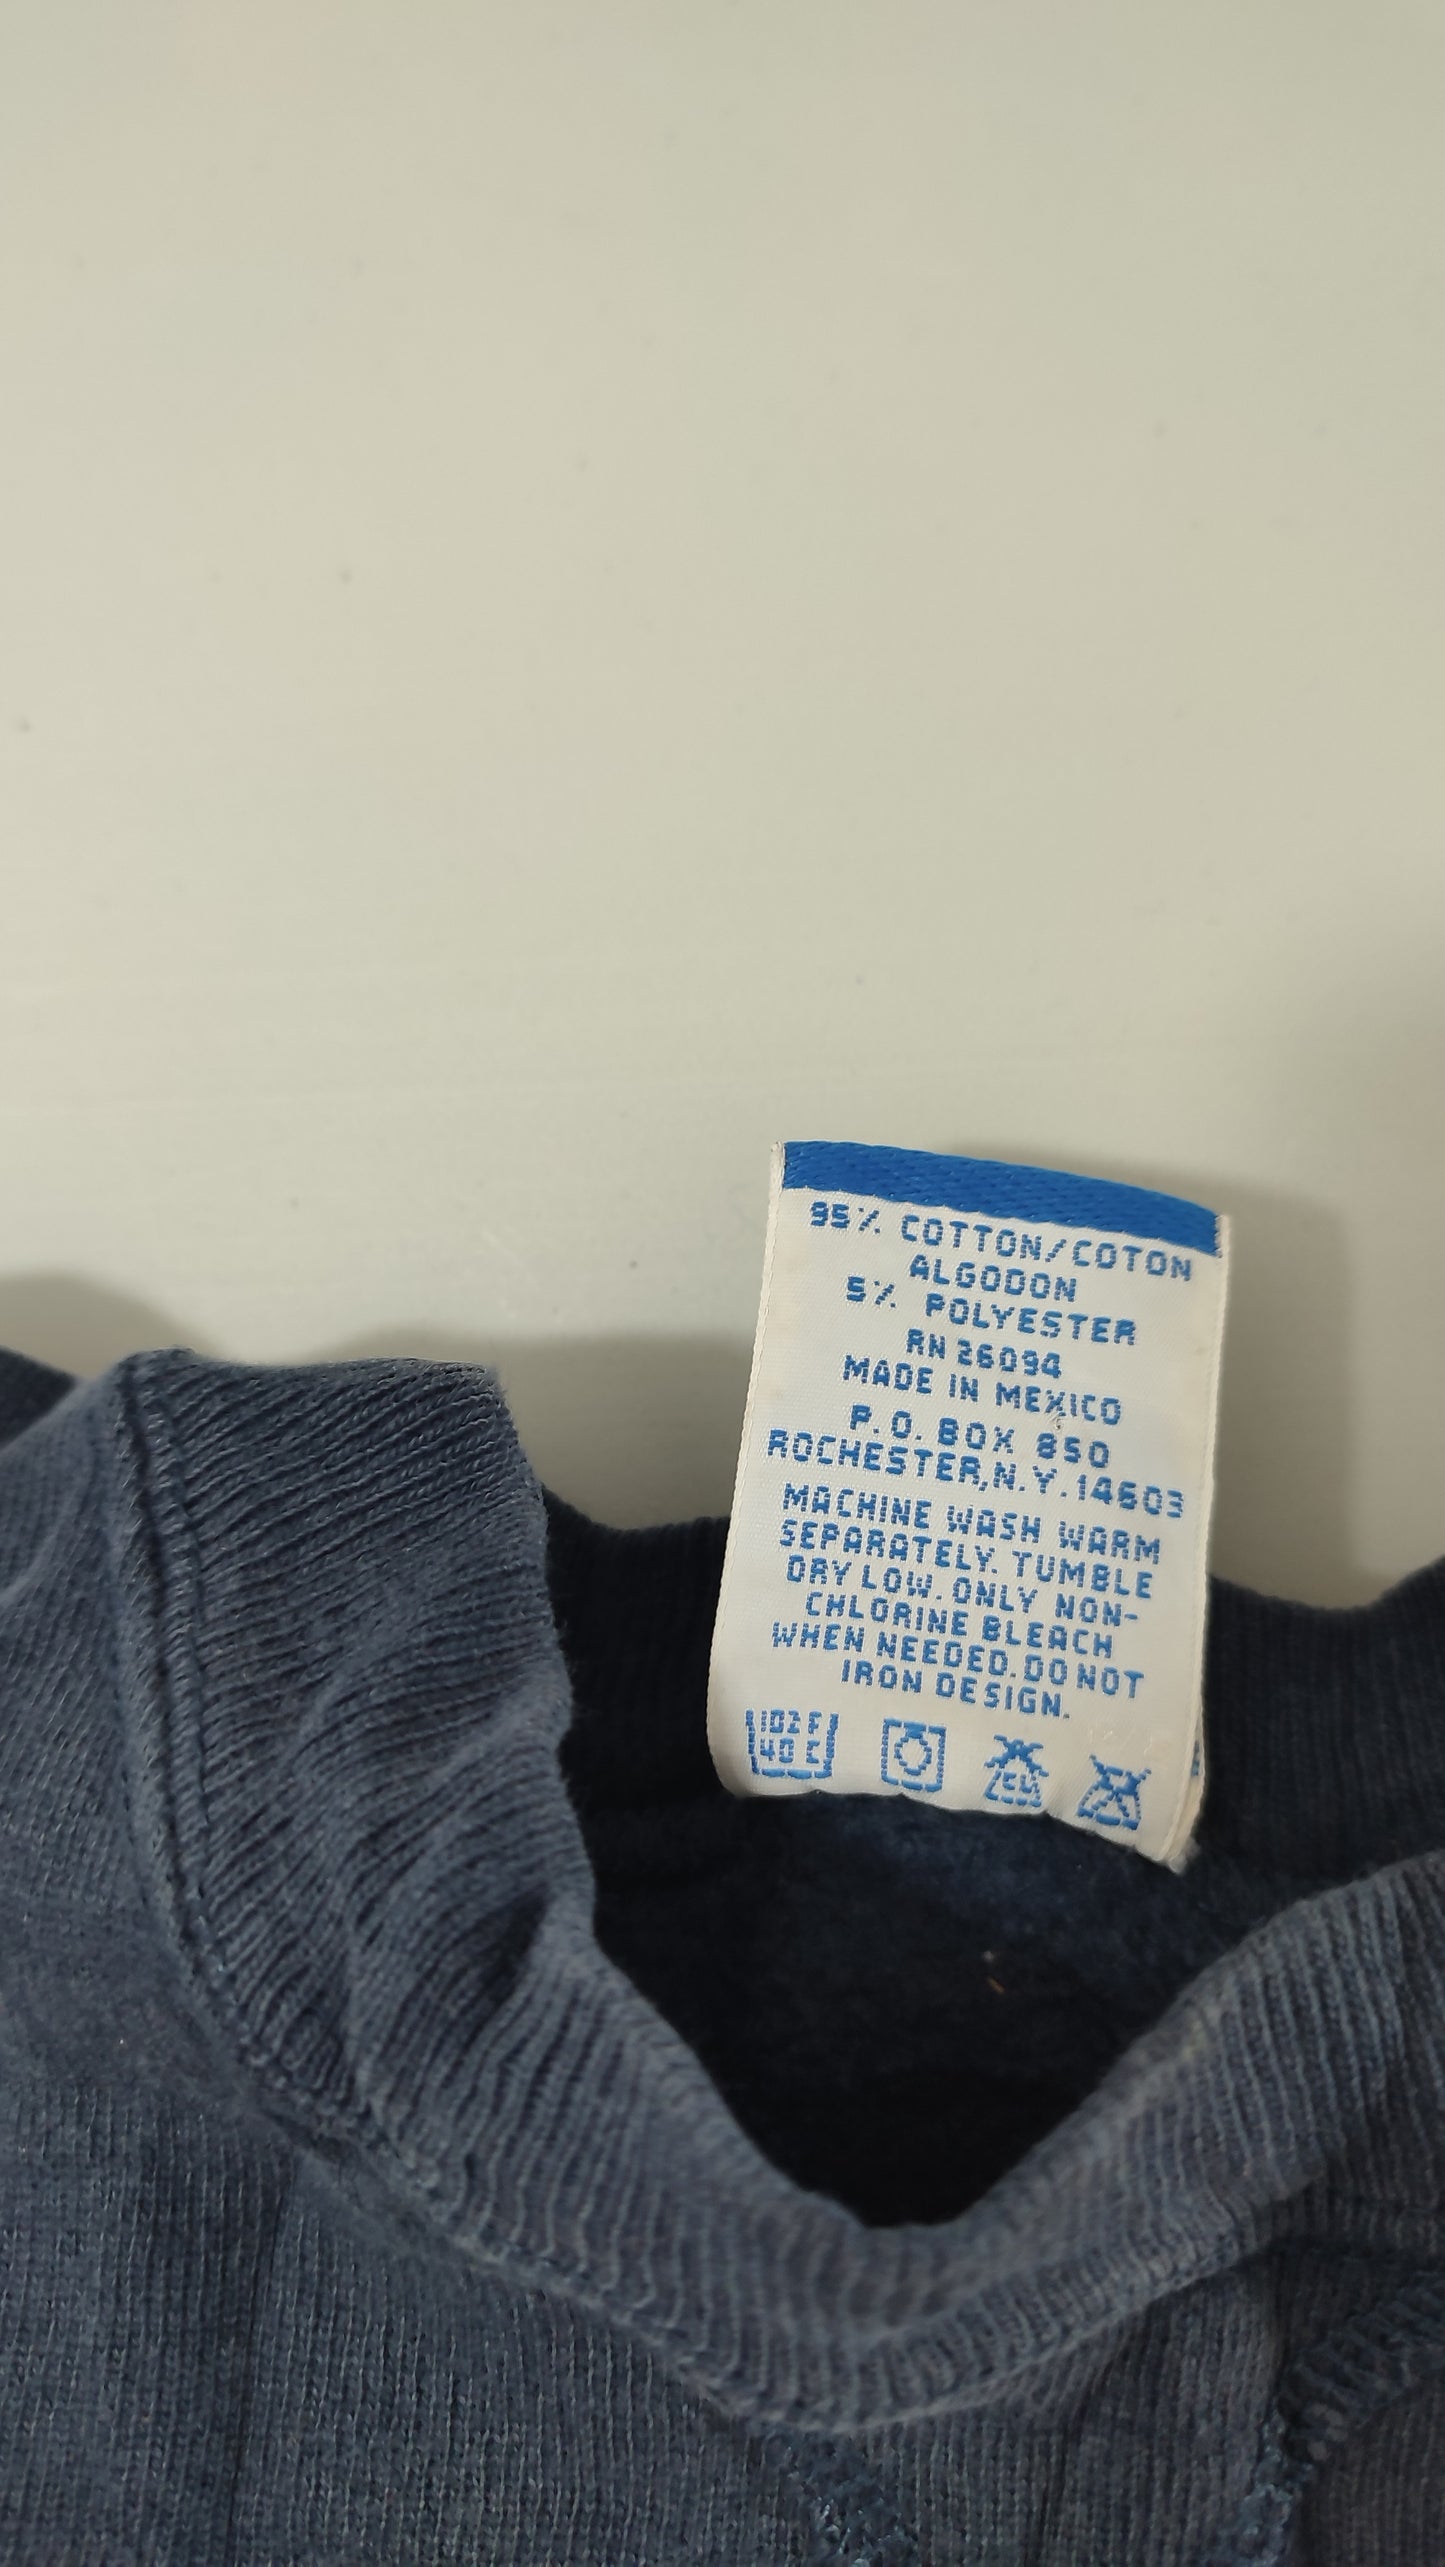 95% COTTON/COTON
ALGODON
5% POLYESTER
RN 26094
MADE IN MEXICO
P.O. BOX 850
ROCHESTER,N.Y.14603
MACHINE WASH WARM
SEPARATELY. TUMBLE
DRY LOW. ONLY NON-
CHLORINE BLEACH
WHEN NEEDED. DO NOT
IRON DESIGN.
102 F
40 C
CL